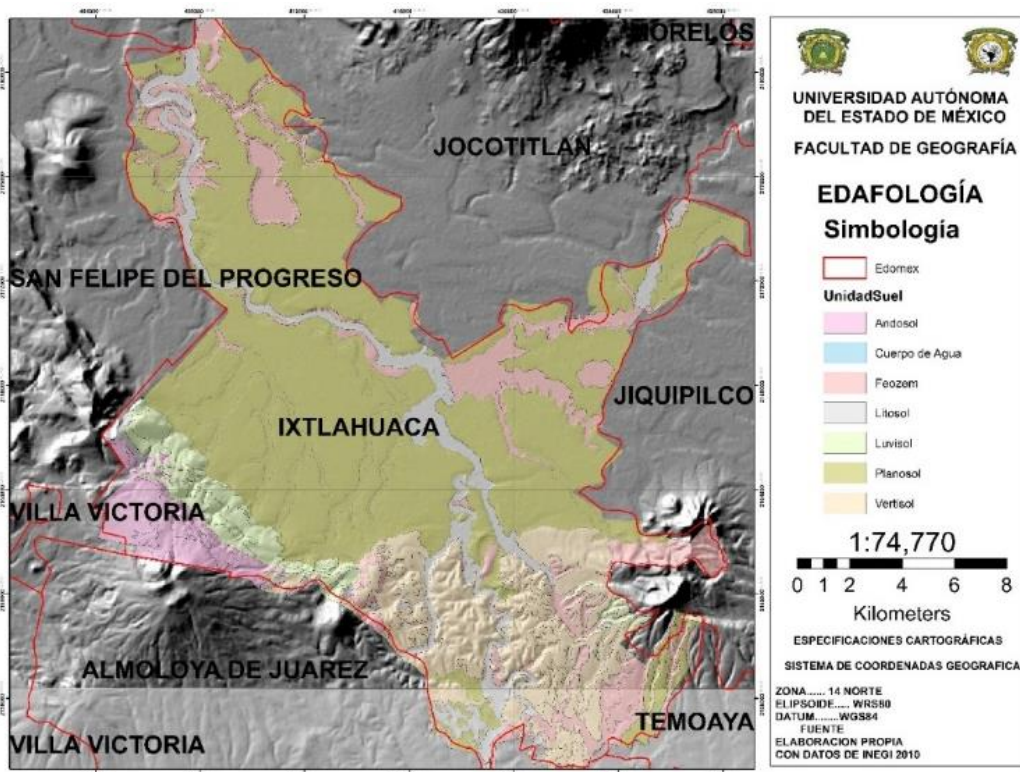 MORELOS
JOCOTITLAN
SAN FELIPE DEL PROGRESO
JIQUIPILCO
IXTLAHUACA
VILLA VICTORIA
ALMOLOYA DE JUAREZ
TEMOAYA
VILLA VICTORIA
UNIVERSIDAD AUTÓNOMA
DEL ESTADO DE MÉXICO
FACULTAD DE GEOGRAFÍA
EDAFOLOGÍA
Simbología
Edomex
UnidadSuel
Andosol
Cuerpo de Agua
Feozem
Litosol
Luvisol
Planosol
Vertisol
1:74,770
0 1 2 4 6 8
Kilometers
ESPECIFICACIONES CARTOGRÁFICAS
SISTEMA DE COORDENADAS GEOGRAFICA
ZONA...... 14 NORTE
ELIPSOIDE.... WRS80
DATUM.......WGS84
FUENTE
ELABORACION PROPIA
CON DATOS DE INEGI 2010